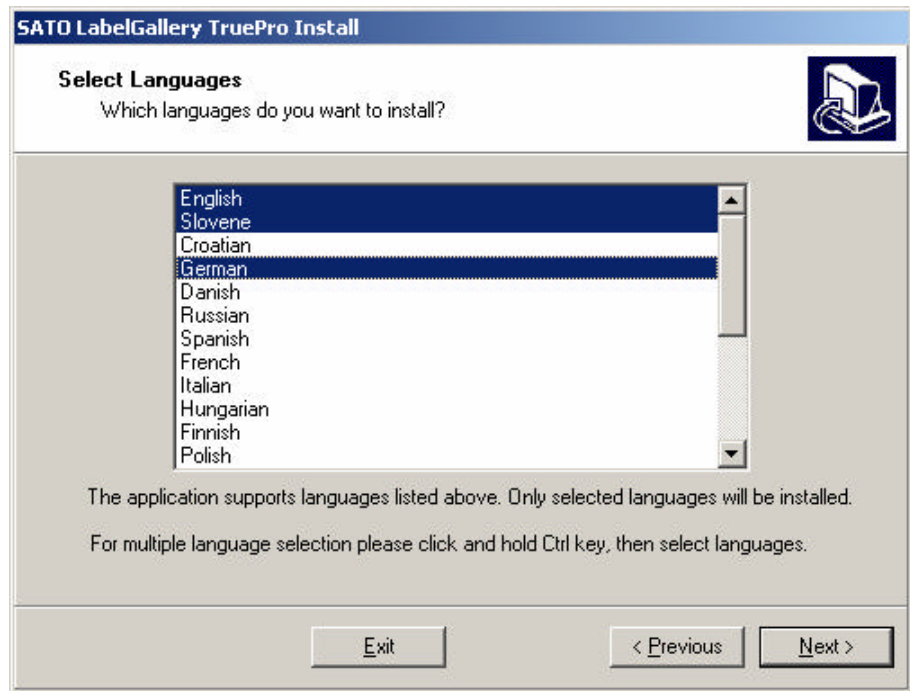 SATO LabelGallery TruePro Install
Select Languages
Which languages do you want to install?
English
Slovene
Croatian
German
Danish
Russian
Spanish
French
Italian
Hungarian
Finnish
Polish
The application supports languages listed above. Only selected languages will be installed.
For multiple language selection please click and hold Ctrl key, then select languages.
Exit
< Previous
Next >